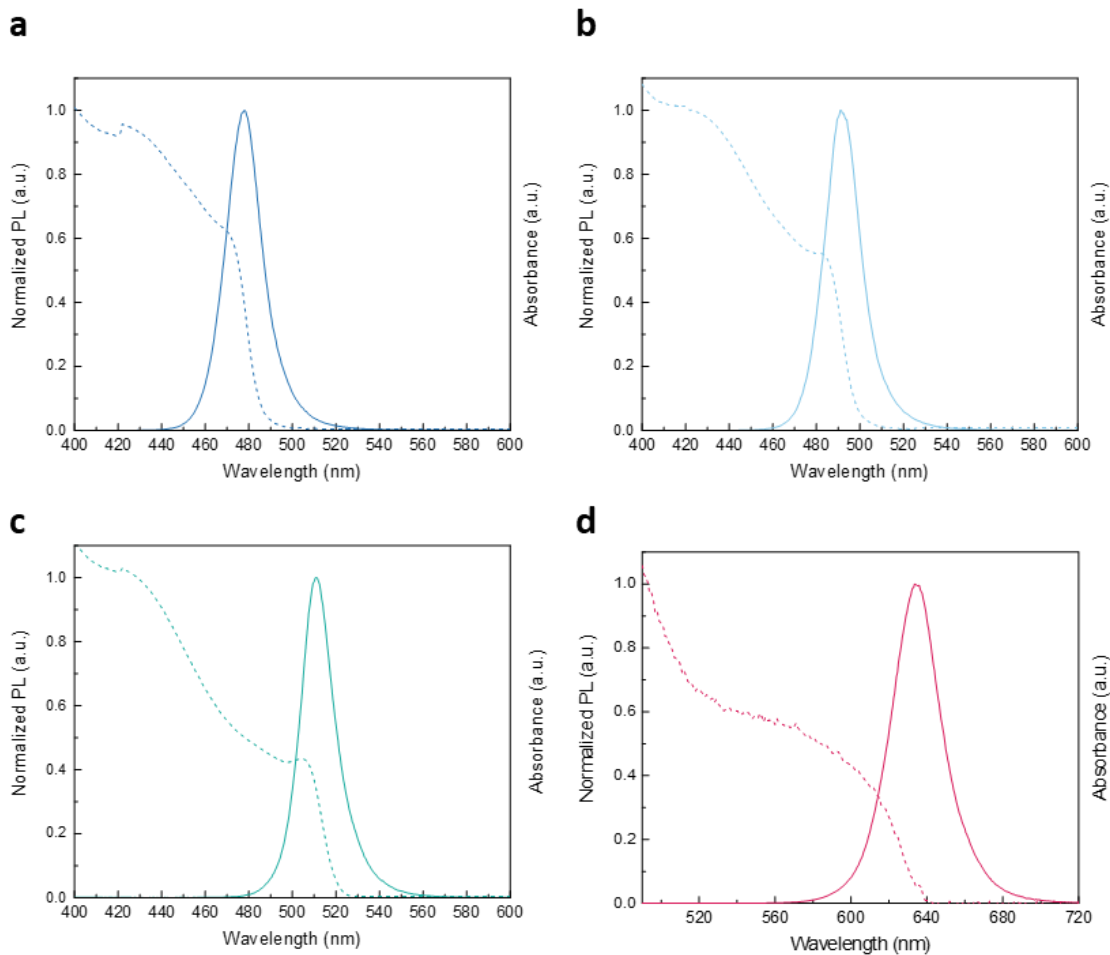 a
b
Normalized PL (a.u.)
1.0
0.8
0.6
0.4
0.2
0.0
400 420 440 460 480 500 520 540 560 580 600
Wavelength (nm)
Absorbance (a.u.)
Normalized PL (a.u.)
1.0
0.8
0.6
0.4
0.2
0.0
400 420 440 460 480 500 520 540 560 580 600
Wavelength (nm)
Absorbance (a.u.)
c
d
Normalized PL (a.u.)
1.0
0.8
0.6
0.4
0.2
0.0
400 420 440 460 480 500 520 540 560 580 600
Wavelength (nm)
Absorbance (a.u.)
Normalized PL (a.u.)
1.0
0.8
0.6
0.4
0.2
0.0
520 560 600 640 680 720
Wavelength (nm)
Absorbance (a.u.)